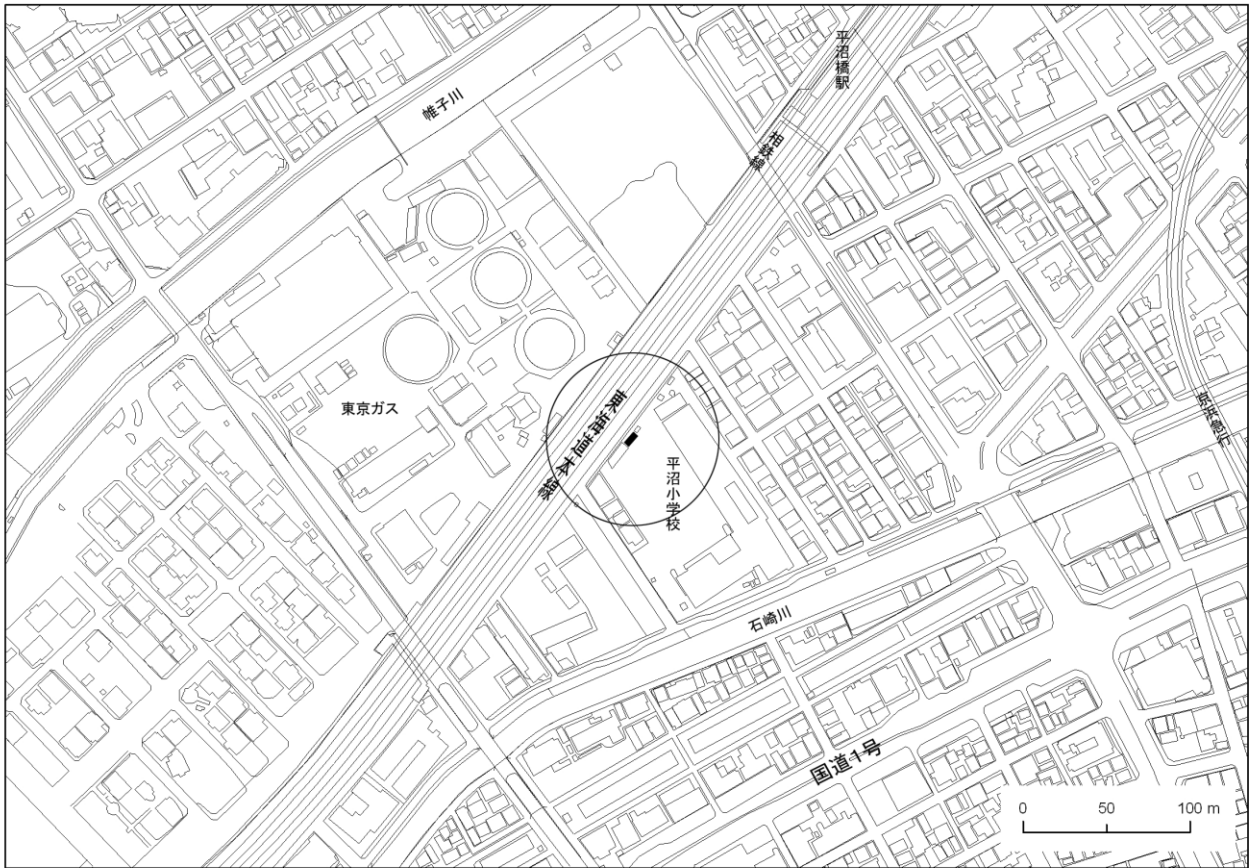 平沼橋駅
帷子川
相鉄線
東京ガス
東海道本線
京浜急行
平沼小学校
石崎川
国道1号
0 50 100 m